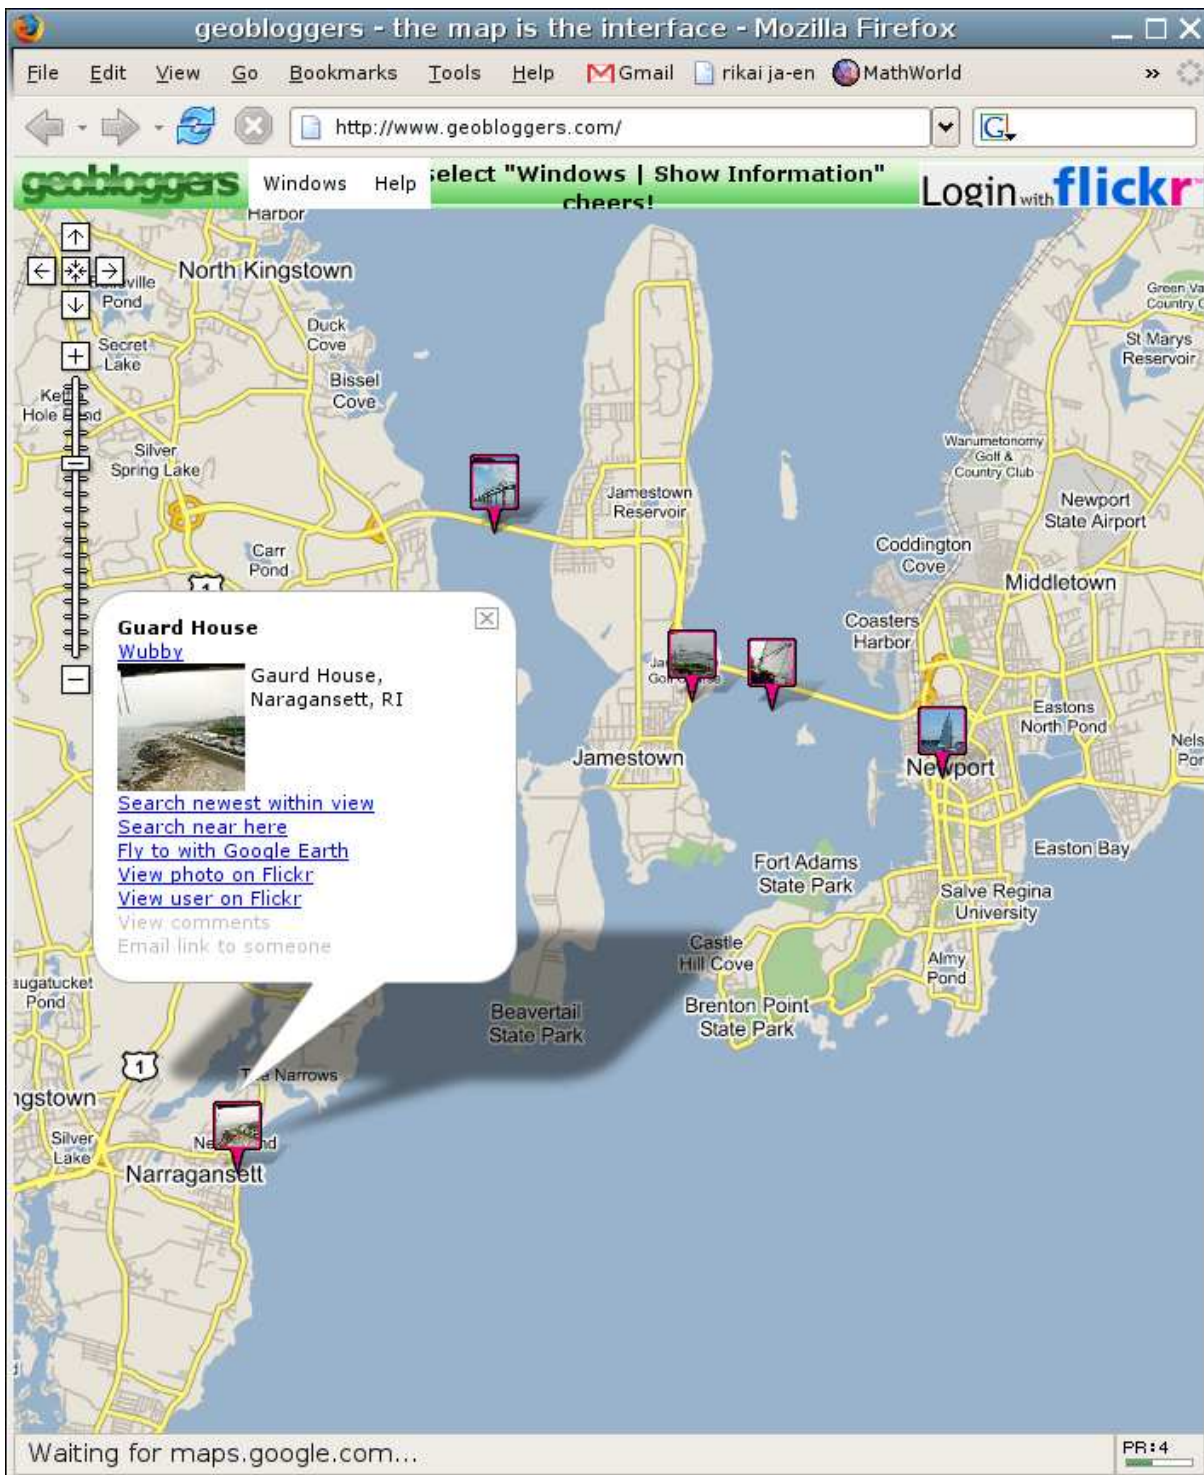 geobloggers - the map is the interface - Mozilla Firefox
File Edit View Go Bookmarks Tools Help Gmail rikai ja-en MathWorld »
http://www.geobloggers.com/ G
geobloggers Windows Help select "Windows | Show Information" cheers! Login with flickr
Harbor
North Kingstown
Pond
Green
Country
Duck
Cove
Secret
Lake
St Marys
Reservoir
Bissel
Cove
Hole
Silver
Spring Lake
Wanumetonomy
Golf &
Country Club
Jamestown
Reservoir
Newport
State Airport
Carr
Pond
Coddington
Cove
1
Middletown
Coasters
Harbor
Guard House
Wubby
Gaurd House,
Naragansett, RI
Search newest within view
Search near here
Fly to with Google Earth
View photo on Flickr
View user on Flickr
View comments
Email link to someone
Eastons
North Pond
Jamestown
Newport
Easton Bay
Fort Adams
State Park
Salve Regina
University
Castle
Hill Cove
Almy
Pond
Pond
Beavertail
State Park
Brenton Point
State Park
1
The Narrows
ngstown
Silver
Lake
Narragansett
Waiting for maps.google.com...
PR:4